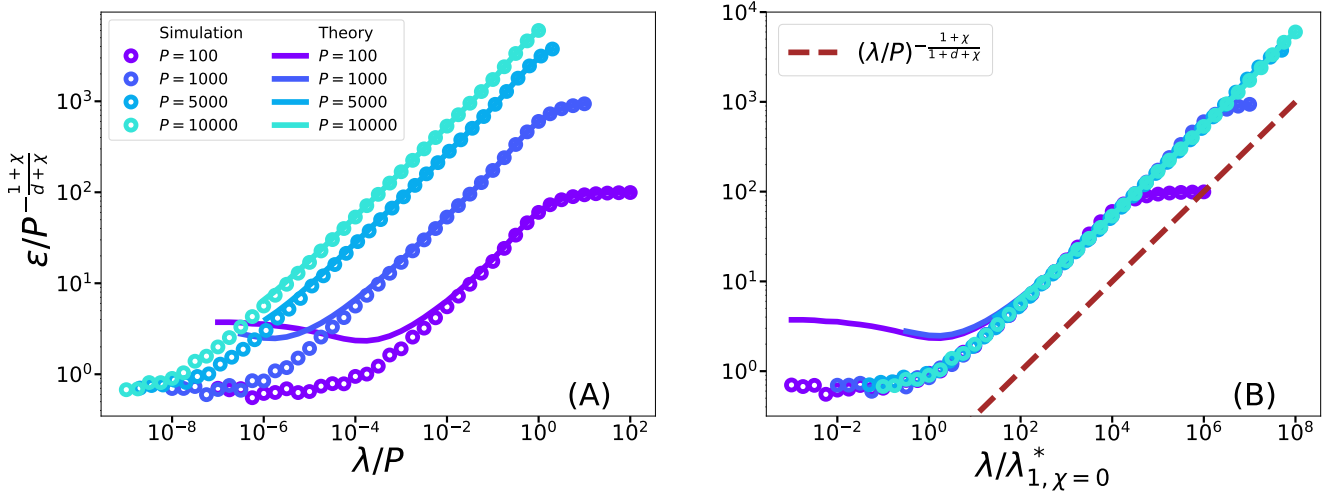 Simulation Theory
P = 100 P = 100
P = 1000 P = 1000
P = 5000 P = 5000
P = 10000 P = 10000
ε/P^{-\frac{1+χ}{d+χ}}
10^3
10^2
10^1
10^0
10^{-8} 10^{-6} 10^{-4} 10^{-2} 10^0 10^2
λ/P
(A)
(λ/P)^{-\frac{1+χ}{1+d+χ}}
10^4
10^3
10^2
10^1
10^0
10^{-2} 10^0 10^2 10^4 10^6 10^8
λ/λ^*_{1, χ=0}
(B)